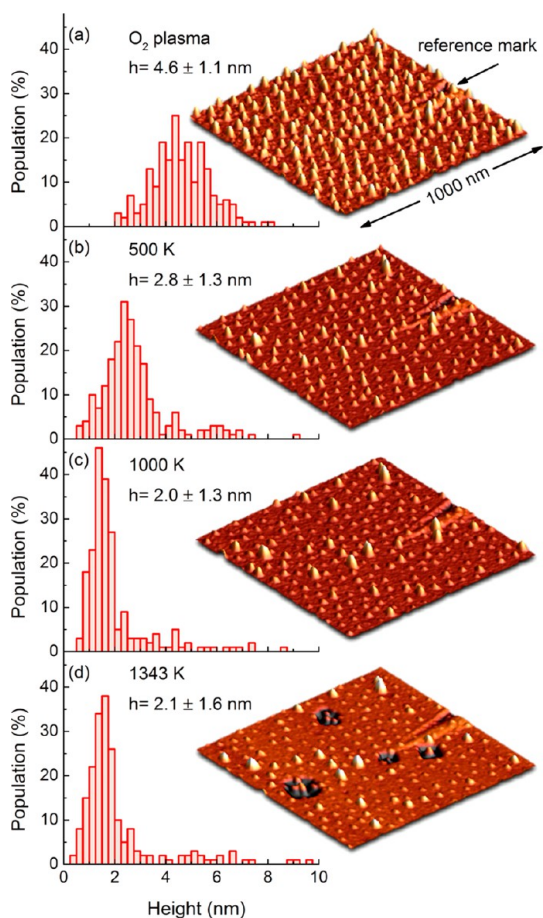 (a)
O₂ plasma
h= 4.6 ± 1.1 nm
reference mark
1000 nm
Population (%)
40
30
20
10
0
(b)
500 K
h= 2.8 ± 1.3 nm
Population (%)
40
30
20
10
0
(c)
1000 K
h= 2.0 ± 1.3 nm
Population (%)
40
30
20
10
0
(d)
1343 K
h= 2.1 ± 1.6 nm
Population (%)
40
30
20
10
0
0 2 4 6 8 10
Height (nm)